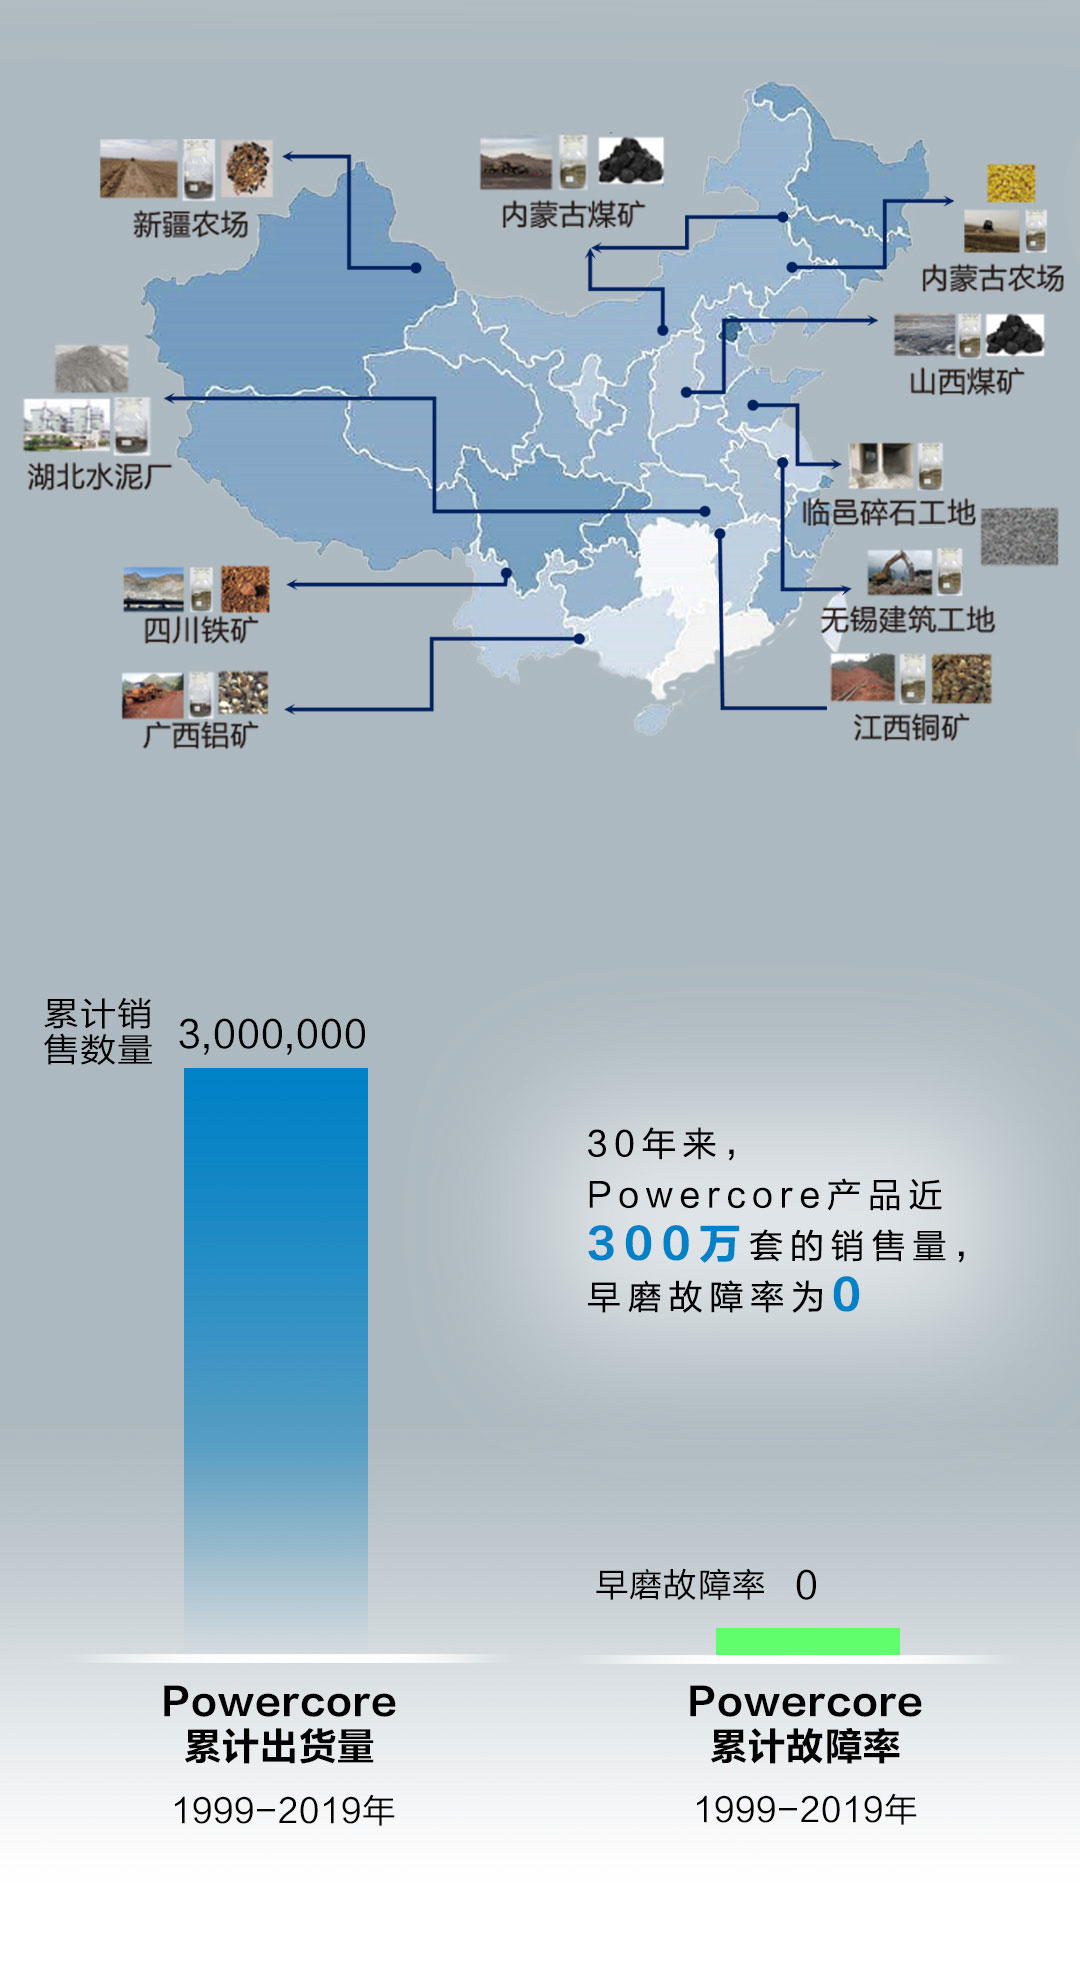 新疆农场
内蒙古煤矿
内蒙古农场
山西煤矿
湖北水泥厂
临邑碎石工地
四川铁矿
无锡建筑工地
广西铝矿
江西铜矿
累计销
售数量
3,000,000
30年来，
Powercore产品近
300万套的销售量，
早磨故障率为0
早磨故障率 0
Powercore
累计出货量
1999-2019年
Powercore
累计故障率
1999-2019年